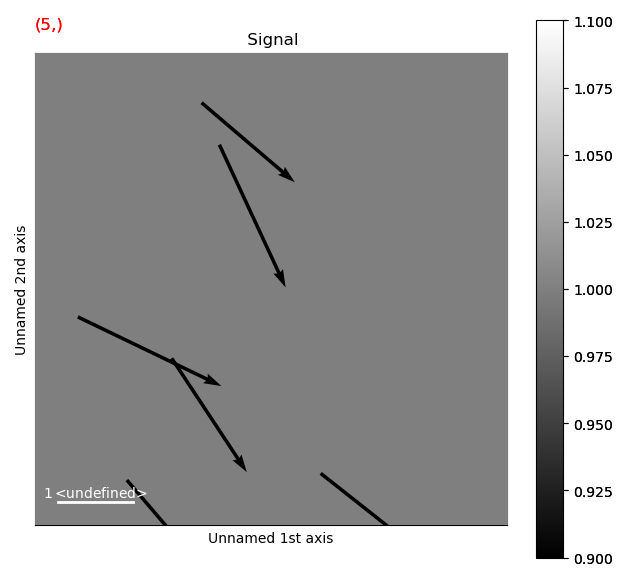 (5,)
Signal
Unnamed 2nd axis
1 <undefined>
Unnamed 1st axis
1.100
1.075
1.050
1.025
1.000
0.975
0.950
0.925
0.900